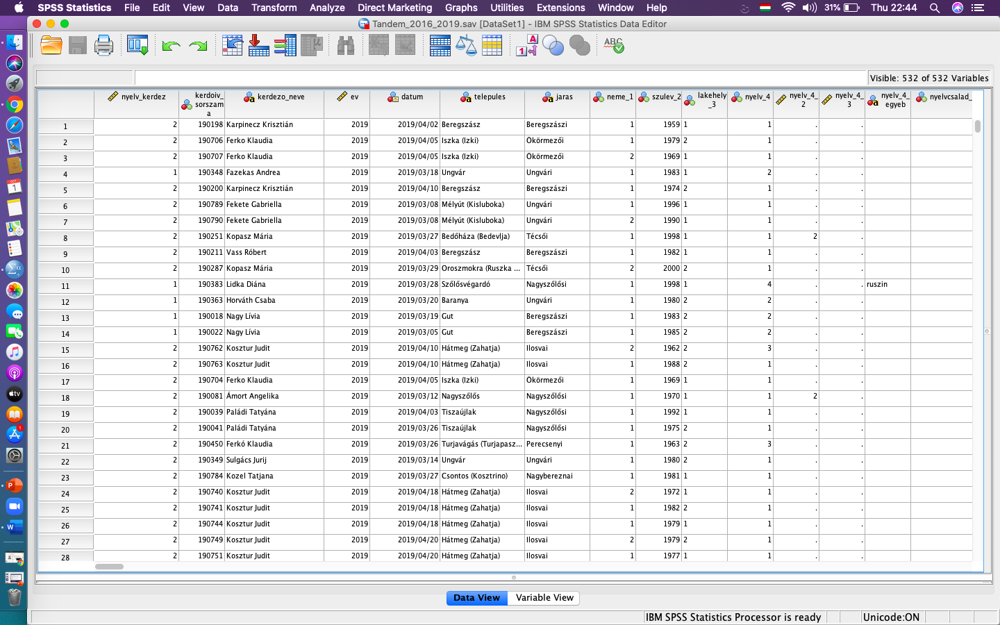 SPSS Statistics File Edit View Data Transform Analyze Direct Marketing Graphs Utilities Extensions Window Help 31% Thu 22:44
Tandem_2016_2019.sav [DataSet1] - IBM SPSS Statistics Data Editor
Visible: 532 of 532 Variables
nyelv_kerdez kerdoiv_sorszama kerdezo_neve ev datum telepules jaras neme_1 szulev_2 lakehely_3 nyelv_4 nyelv_4_2 nyelv_4_3 nyelv_4_egyeb nyelvcsalad_
1 2 190198 Karpinecz Krisztián 2019 2019/04/02 Beregszász Beregszászi 1 1959 1 1 . .
2 2 190706 Ferko Klaudia 2019 2019/04/05 Iszka (Izki) Ökörmezői 1 1979 2 1 . .
3 2 190707 Ferko Klaudia 2019 2019/04/05 Iszka (Izki) Ökörmezői 2 1969 1 1 . .
4 1 190348 Fazekas Andrea 2019 2019/03/18 Ungvár Ungvári 1 1983 1 2 . .
5 2 190200 Karpinecz Krisztián 2019 2019/04/10 Beregszász Beregszászi 1 1974 2 1 . .
6 2 190789 Fekete Gabriella 2019 2019/03/08 Mélyút (Kisluboka) Ungvári 1 1996 1 1 . .
7 2 190790 Fekete Gabriella 2019 2019/03/08 Mélyút (Kisluboka) Ungvári 2 1990 1 1 . .
8 2 190251 Kopasz Mária 2019 2019/03/27 Bedőháza (Bedevlja) Técsői 1 1998 1 1 2 .
9 2 190211 Vass Róbert 2019 2019/04/03 Beregszász Beregszászi 1 1982 1 1 . .
10 2 190287 Kopasz Mária 2019 2019/03/29 Oroszmokra (Ruszka ... Técsői 2 2000 2 1 . .
11 1 190383 Lidka Diána 2019 2019/03/28 Szőlősvégardó Nagyszőlősi 1 1998 1 4 . . ruszin
12 1 190363 Horváth Csaba 2019 2019/03/20 Baranya Ungvári 1 1980 2 2 . .
13 1 190018 Nagy Lívia 2019 2019/03/19 Gut Beregszászi 1 1983 2 2 . .
14 1 190022 Nagy Lívia 2019 2019/03/05 Gut Beregszászi 1 1985 2 2 . .
15 2 190762 Kosztur Judit 2019 2019/04/10 Hátmeg (Zahatja) Ilosvai 2 1962 2 3 . .
16 2 190763 Kosztur Judit 2019 2019/04/10 Hátmeg (Zahatja) Ilosvai 1 1988 2 1 . .
17 2 190704 Ferko Klaudia 2019 2019/04/05 Iszka (Izki) Ökörmezői 1 1969 1 1 . .
18 2 190081 Ámort Angelika 2019 2019/03/12 Nagyszőlős Nagyszőlősi 1 1970 1 1 2 .
19 2 190039 Paládi Tatyána 2019 2019/04/03 Tiszaújlak Nagyszőlősi 1 1992 1 1 . .
20 2 190041 Paládi Tatyána 2019 2019/03/26 Tiszaújlak Nagyszőlősi 1 1975 2 1 . .
21 2 190450 Ferkó Klaudia 2019 2019/03/26 Turjavágás (Turjapasz... Perecsenyi 1 1963 2 3 . .
22 2 190349 Sulgács Jurij 2019 2019/03/14 Ungvár Ungvári 1 1980 2 1 . .
23 2 190784 Kozel Tatjana 2019 2019/03/27 Csontos (Kosztrino) Nagybereznai 1 1981 1 1 . .
24 2 190740 Kosztur Judit 2019 2019/04/18 Hátmeg (Zahatja) Ilosvai 2 1972 1 1 . .
25 2 190741 Kosztur Judit 2019 2019/04/18 Hátmeg (Zahatja) Ilosvai 1 1982 2 1 . .
26 2 190744 Kosztur Judit 2019 2019/04/18 Hátmeg (Zahatja) Ilosvai 1 1979 1 1 . .
27 2 190749 Kosztur Judit 2019 2019/04/20 Hátmeg (Zahatja) Ilosvai 2 1979 2 1 . .
28 2 190751 Kosztur Judit 2019 2019/04/20 Hátmeg (Zahatja) Ilosvai 1 1977 1 1 . .
Data View Variable View
IBM SPSS Statistics Processor is ready Unicode:ON